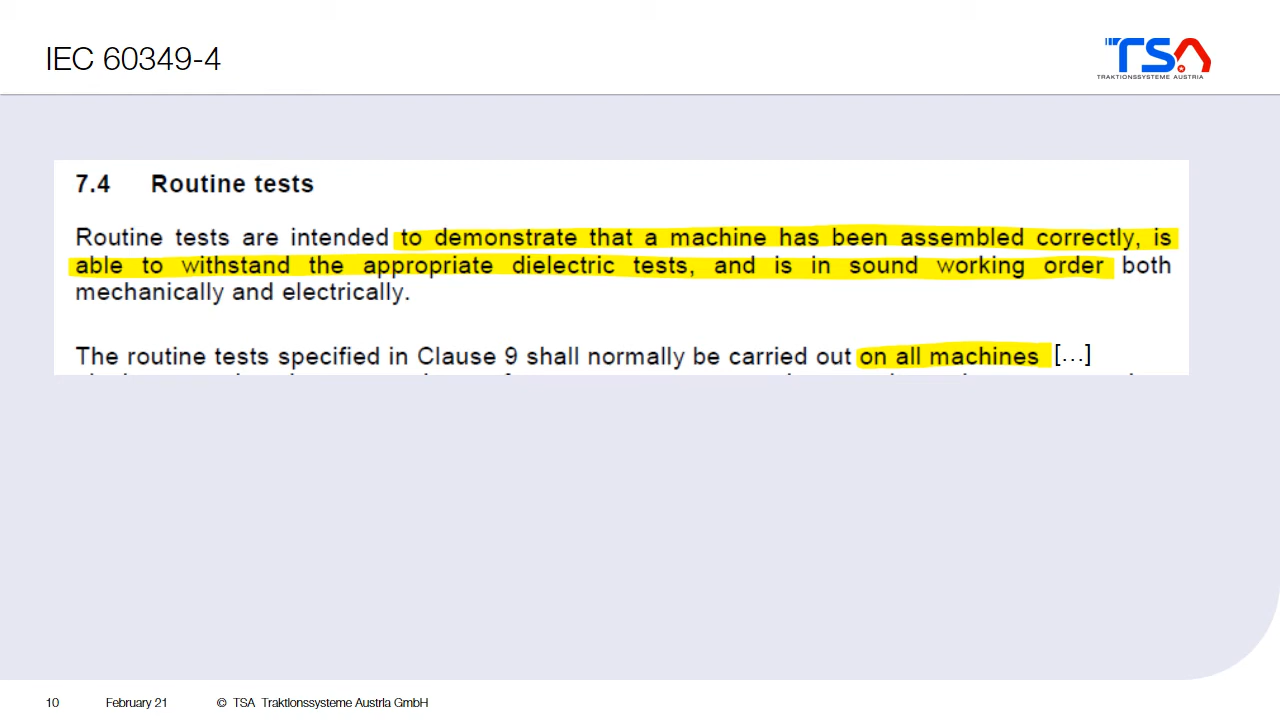 IEC 60349-4
TSA
TRAKTIONSSYSTEME AUSTRIA
7.4 Routine tests
Routine tests are intended to demonstrate that a machine has been assembled correctly, is
able to withstand the appropriate dielectric tests, and is in sound working order both
mechanically and electrically.
The routine tests specified in Clause 9 shall normally be carried out on all machines [...]
10 February 21 © TSA Traktionssysteme Austria GmbH